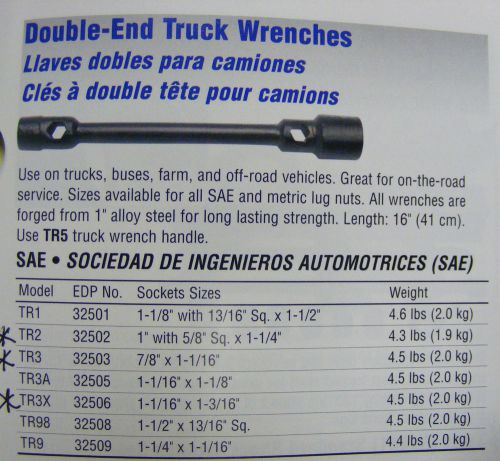 Double-End Truck Wrenches
Llaves dobles para camiones
Clés à double tête pour camions
Use on trucks, buses, farm, and off-road vehicles. Great for on-the-road
service. Sizes available for all SAE and metric lug nuts. All wrenches are
forged from 1" alloy steel for long lasting strength. Length: 16" (41 cm).
Use TR5 truck wrench handle.
SAE • SOCIEDAD DE INGENIEROS AUTOMOTRICES (SAE)
Model EDP No. Sockets Sizes Weight
TR1 32501 1-1/8" with 13/16" Sq. x 1-1/2" 4.6 lbs (2.0 kg)
TR2 32502 1" with 5/8" Sq. x 1-1/4" 4.3 lbs (1.9 kg)
TR3 32503 7/8" x 1-1/16" 4.5 lbs (2.0 kg)
TR3A 32505 1-1/16" x 1-1/8" 4.5 lbs (2.0 kg)
TR3X 32506 1-1/16" x 1-3/16" 4.5 lbs (2.0 kg)
TR98 32508 1-1/2" x 13/16" Sq. 4.5 lbs (2.0 kg)
TR9 32509 1-1/4" x 1-1/16" 4.4 lbs (2.0 kg)